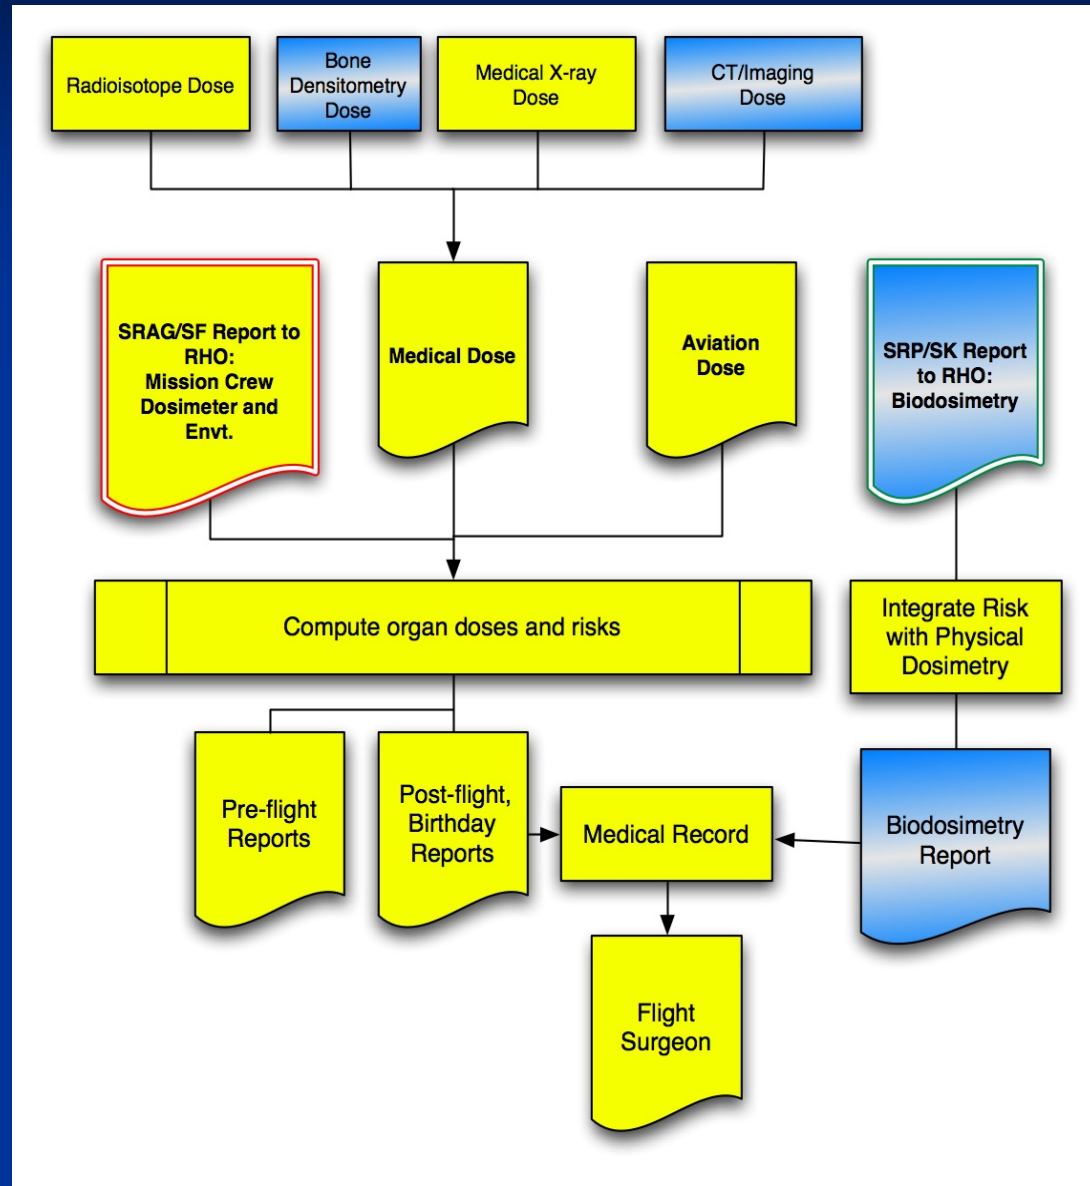 Radioisotope Dose
Bone
Densitometry
Dose
Medical X-ray
Dose
CT/Imaging
Dose
SRAG/SF Report to
RHO:
Mission Crew
Dosimeter and
Envt.
Medical Dose
Aviation
Dose
SRP/SK Report
to RHO:
Biodosimetry
Compute organ doses and risks
Integrate Risk
with Physical
Dosimetry
Pre-flight
Reports
Post-flight,
Birthday
Reports
Medical Record
Biodosimetry
Report
Flight
Surgeon